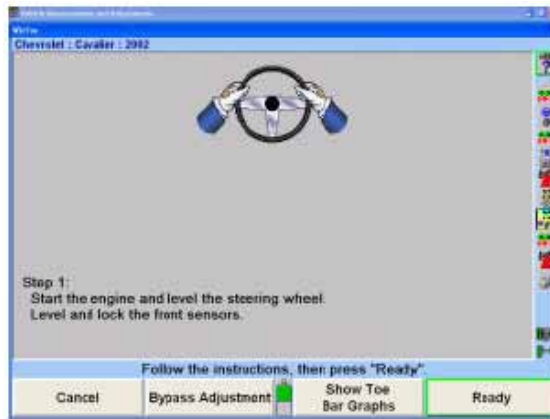 Chevrolet : Cavalier : 2002
Step 1:
Start the engine and level the steering wheel.
Level and lock the front sensors.
Follow the instructions, then press "Ready".
Cancel
Bypass Adjustment
Show Toe
Bar Graphs
Ready